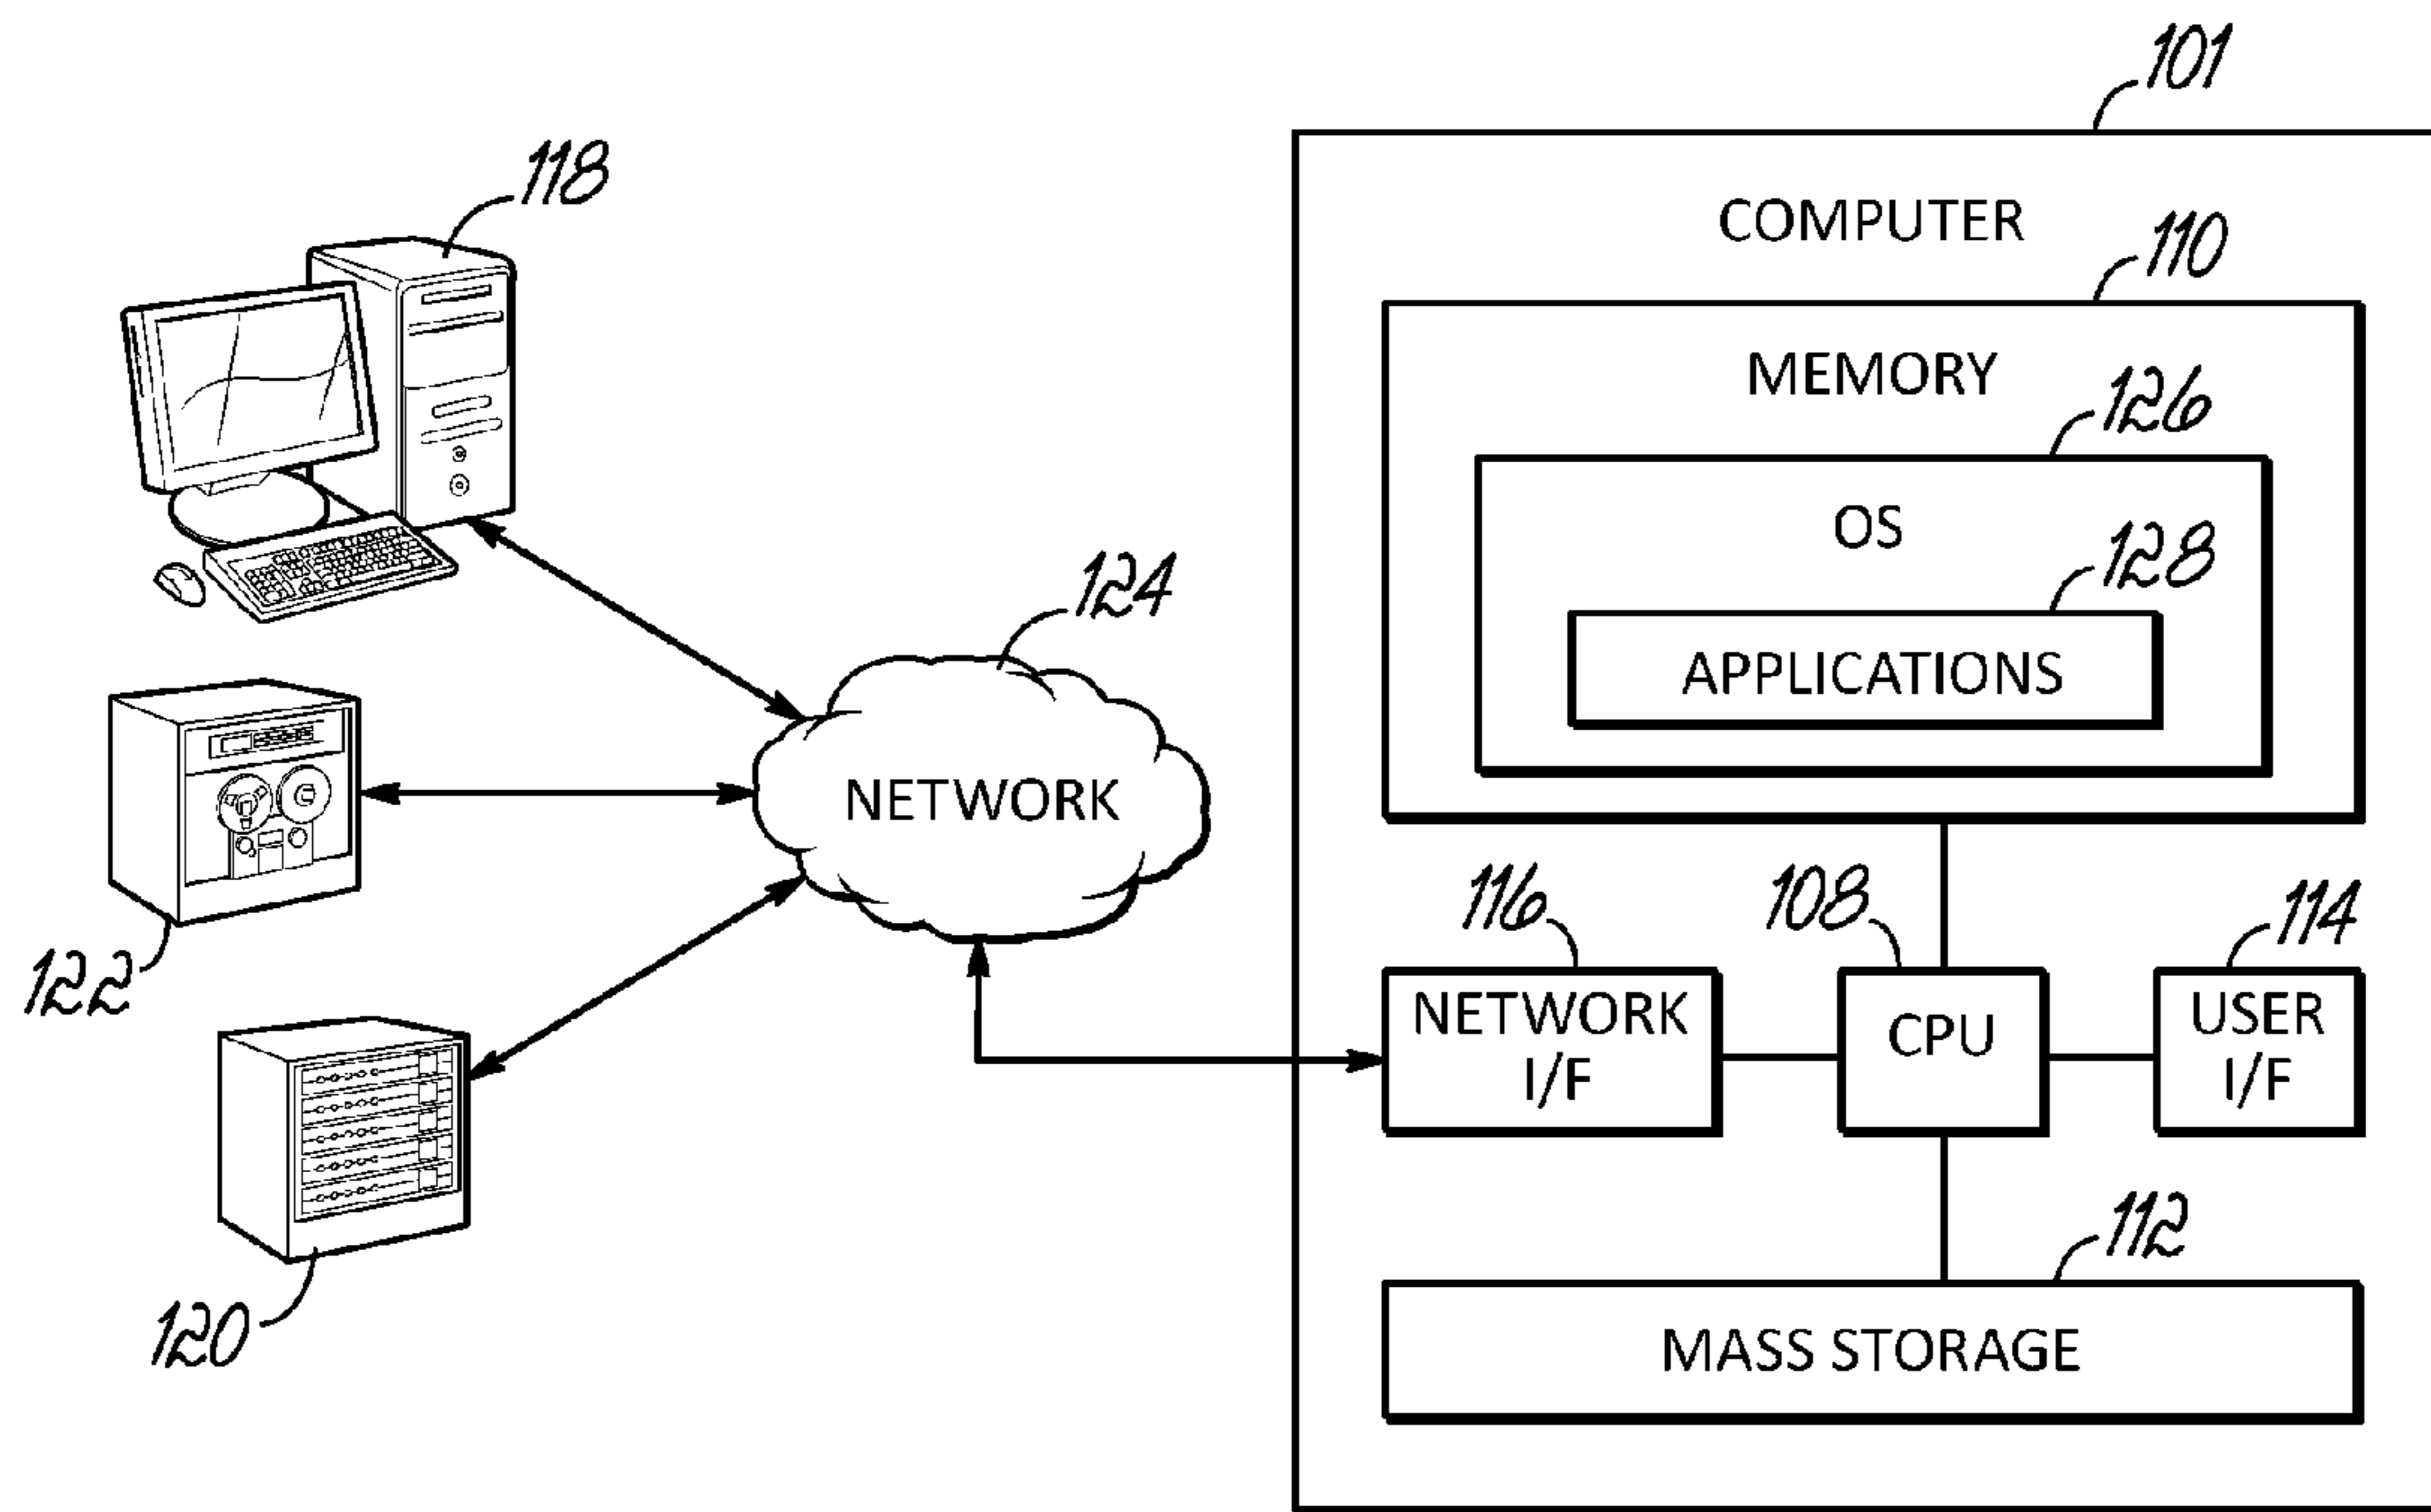 101
118
COMPUTER
110
MEMORY
126
OS
128
124
APPLICATIONS
NETWORK
116
108
114
122
NETWORK
I/F
CPU
USER
I/F
112
120
MASS STORAGE